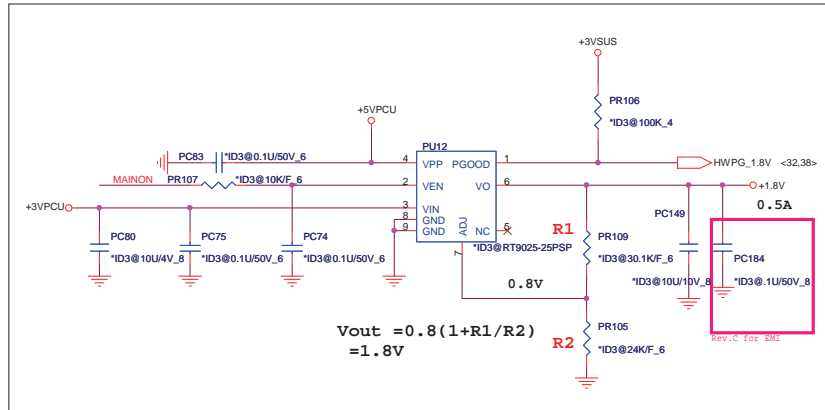 +3VSUS
PR106
*ID3@100K_4
+5VPCU
PU12
PC83
*ID3@0.1U/50V_6
4
VPP
PGOOD
1
HWPG_1.8V <32,38>
MAINON
PR107
*ID3@10K/F_6
2
VEN
VO
6
+1.8V
+3VPCU
3
VIN
0.5A
8
GND
9
GND
ADJ
NC
5
7
R1
PC149
PC80
PC75
PC74
*ID3@RT9025-25PSP
PR109
PC184
*ID3@10U/4V_8
*ID3@0.1U/50V_6
*ID3@0.1U/50V_6
*ID3@30.1K/F_6
*ID3@10U/10V_8
*ID3@.1U/50V_8
0.8V
Vout =0.8(1+R1/R2)
=1.8V
R2
PR105
*ID3@24K/F_6
Rev.C for EMI